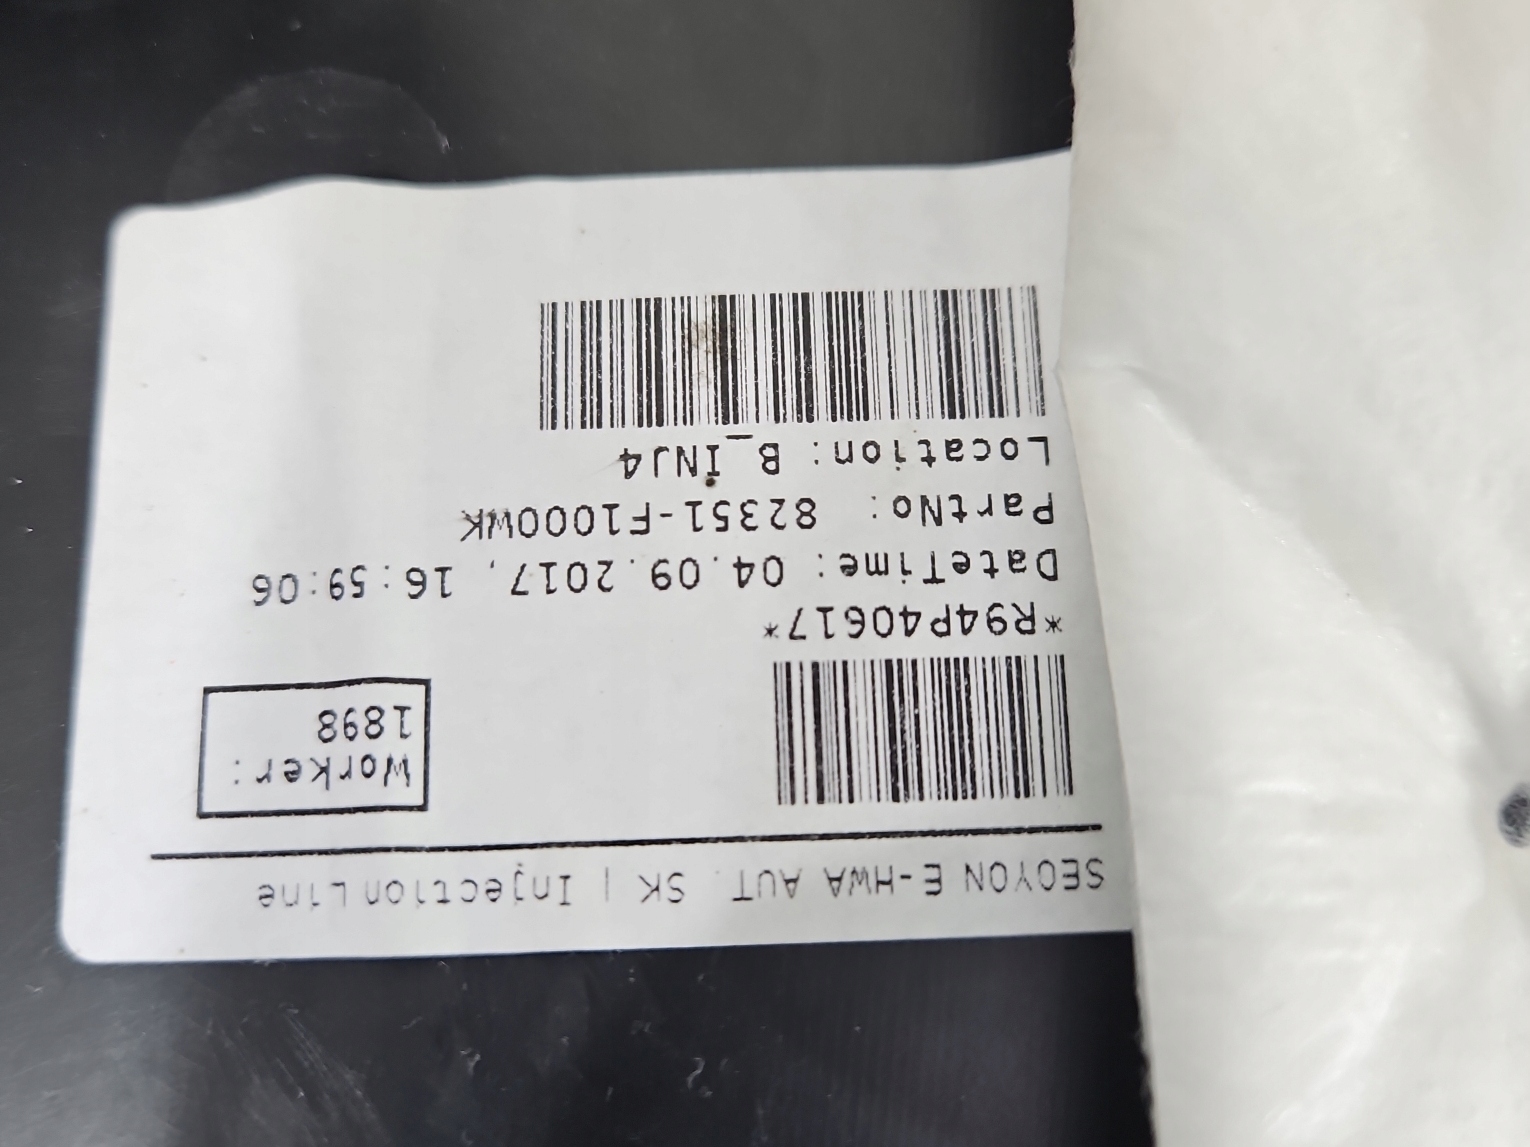 SEOYON E-HWA AUT. SK | Injection Line
Worker:
1898
*R94P40617*
DateTime: 04.09.2017, 16:59:06
PartNo: 82351-F1000WK
Location: B_INJ4